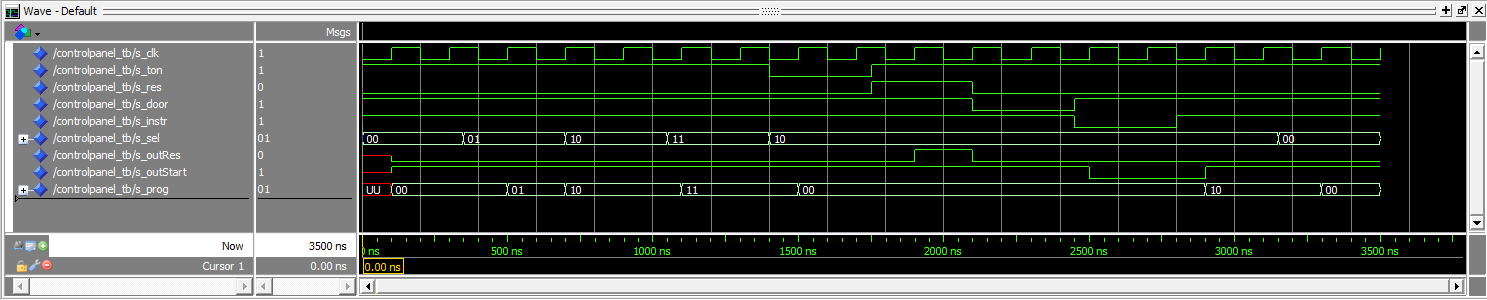 Wave - Default
Msgs
/controlpanel_tb/s_clk 1
/controlpanel_tb/s_ton 1
/controlpanel_tb/s_res 0
/controlpanel_tb/s_door 1
/controlpanel_tb/s_instr 1
/controlpanel_tb/s_sel 01 00 01 10 11 10 00
/controlpanel_tb/s_outRes 0
/controlpanel_tb/s_outStart 1
/controlpanel_tb/s_prog 01 UU 00 01 10 11 00 10 00
Now 3500 ns ns 500 ns 1000 ns 1500 ns 2000 ns 2500 ns 3000 ns 3500 ns
Cursor 1 0.00 ns 0.00 ns